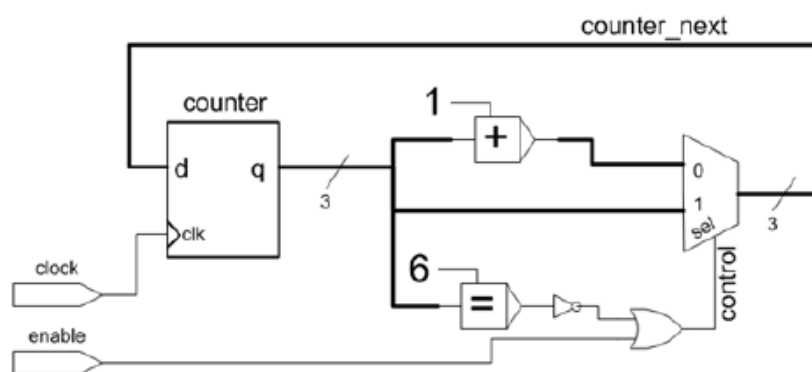 counter_next
counter
1
+
d
q
3
0
1
sel
3
clk
6
=
control
clock
enable